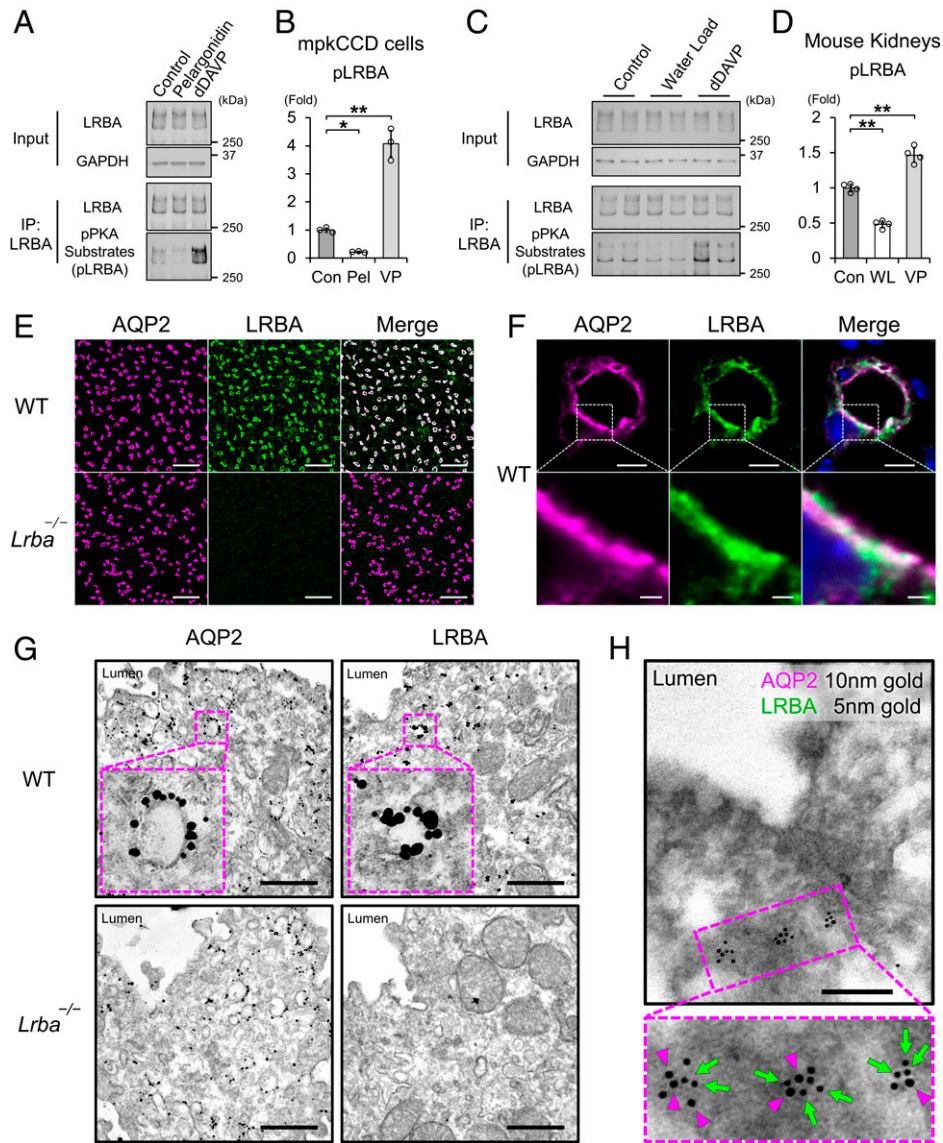 A
Control
Pelargonidin
dDAVP
(kDa)
Input
LRBA
250
GAPDH
37
IP:
LRBA
LRBA
250
pPKA
Substrates
(pLRBA)
250
B
mpkCCD cells
pLRBA
(Fold)
5
4
3
2
1
0
*
**
Con Pel VP
C
Control
Water Load
dDAVP
(kDa)
Input
LRBA
250
GAPDH
37
IP:
LRBA
LRBA
250
pPKA
Substrates
(pLRBA)
250
D
Mouse Kidneys
pLRBA
(Fold)
2
1.5
1
0.5
0
**
**
Con WL VP
E
AQP2 LRBA Merge
WT
Lrba−/−
F
AQP2 LRBA Merge
WT
G
AQP2 LRBA
WT
Lumen
Lumen
Lrba−/−
Lumen
Lumen
H
Lumen
AQP2 10nm gold
LRBA 5nm gold